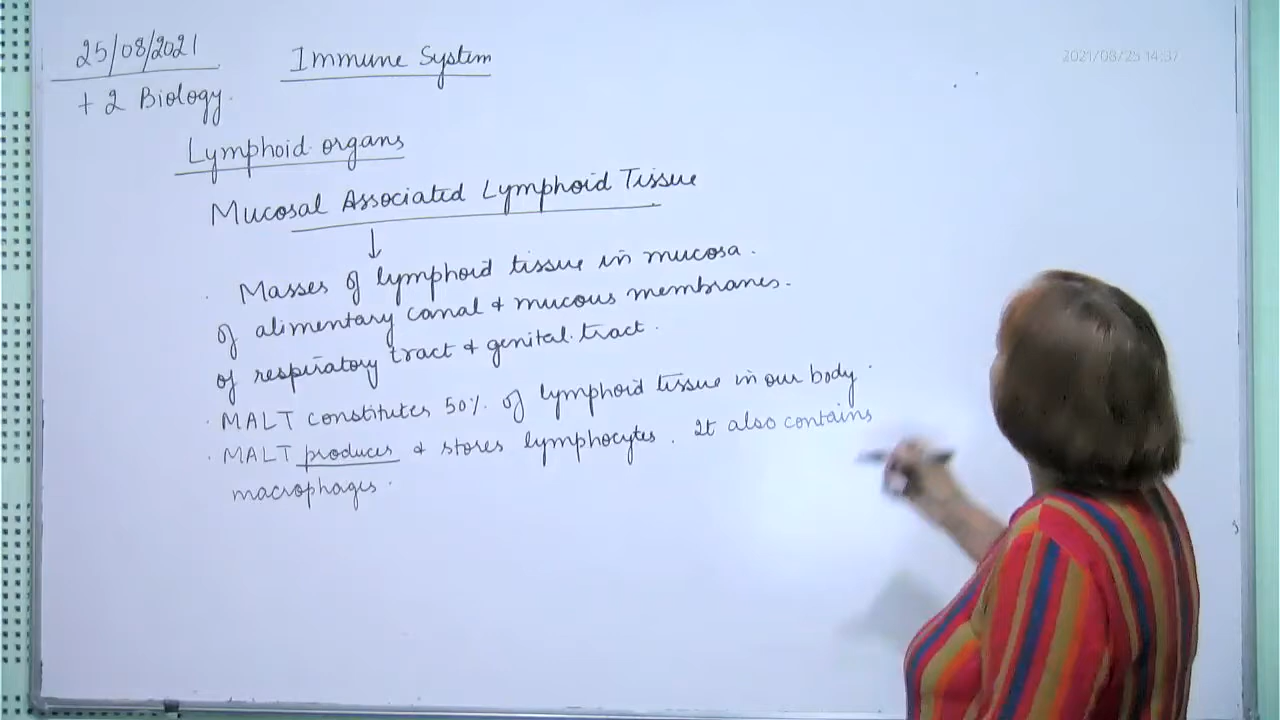 25/08/2021
Immune System
2021/08/25 14:37
+ 2 Biology.
Lymphoid organs
Mucosal Associated Lymphoid Tissue
↓
. Masses of lymphoid tissue in mucosa.
of alimentary canal + mucous membranes.
of respiratory tract + genital tract.
. MALT constitutes 50% of lymphoid tissue in our body.
. MALT produces + stores lymphocytes. It also contains
macrophages.